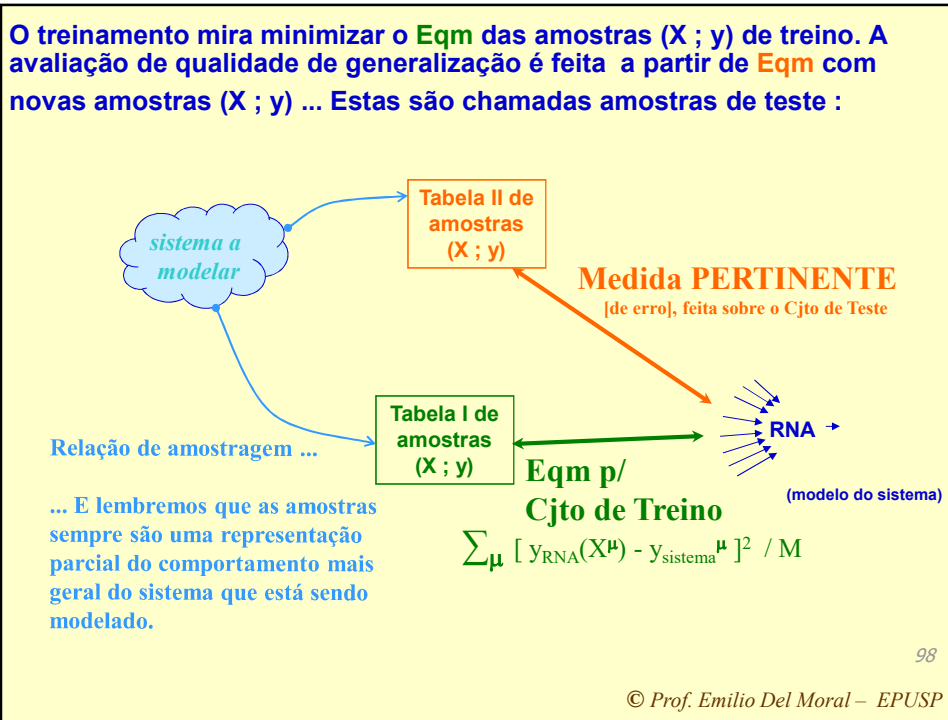 O treinamento mira minimizar o Eqm das amostras (X ; y) de treino. A
avaliação de qualidade de generalização é feita a partir de Eqm com
novas amostras (X ; y) ... Estas são chamadas amostras de teste :
sistema a
modelar
Tabela II de
amostras
(X ; y)
Medida PERTINENTE
[de erro], feita sobre o Cjto de Teste
Tabela I de
amostras
(X ; y)
RNA
(modelo do sistema)
Eqm p/
Cjto de Treino
∑μ [ yRNA(Xμ) - ysistemaμ ]² / M
Relação de amostragem ...
... E lembremos que as amostras
sempre são uma representação
parcial do comportamento mais
geral do sistema que está sendo
modelado.
98
© Prof. Emilio Del Moral – EPUSP